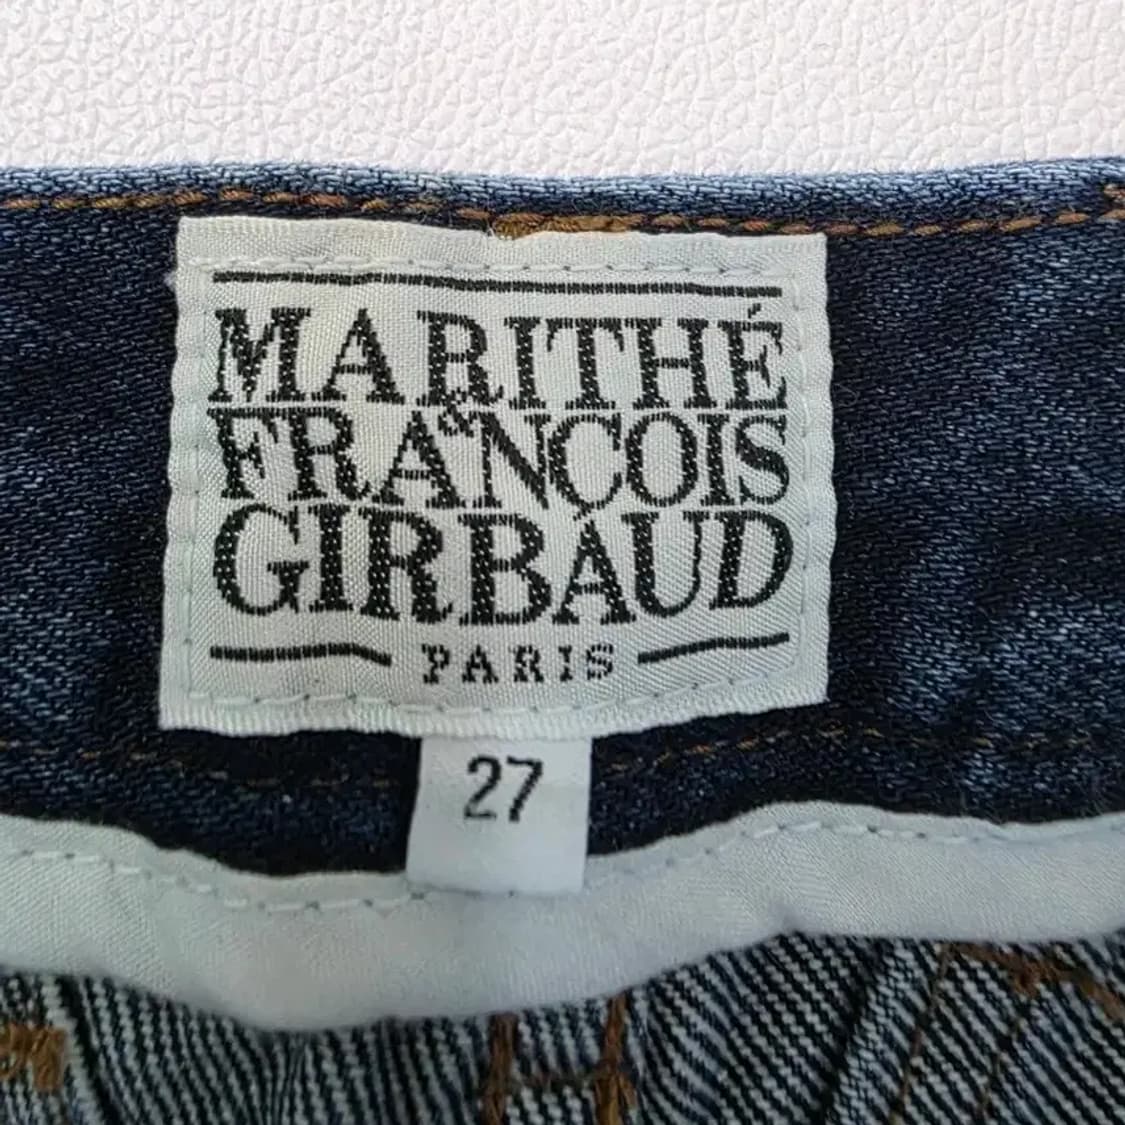 MARITHÉ
&
FRANÇOIS
GIRBAUD
PARIS
27